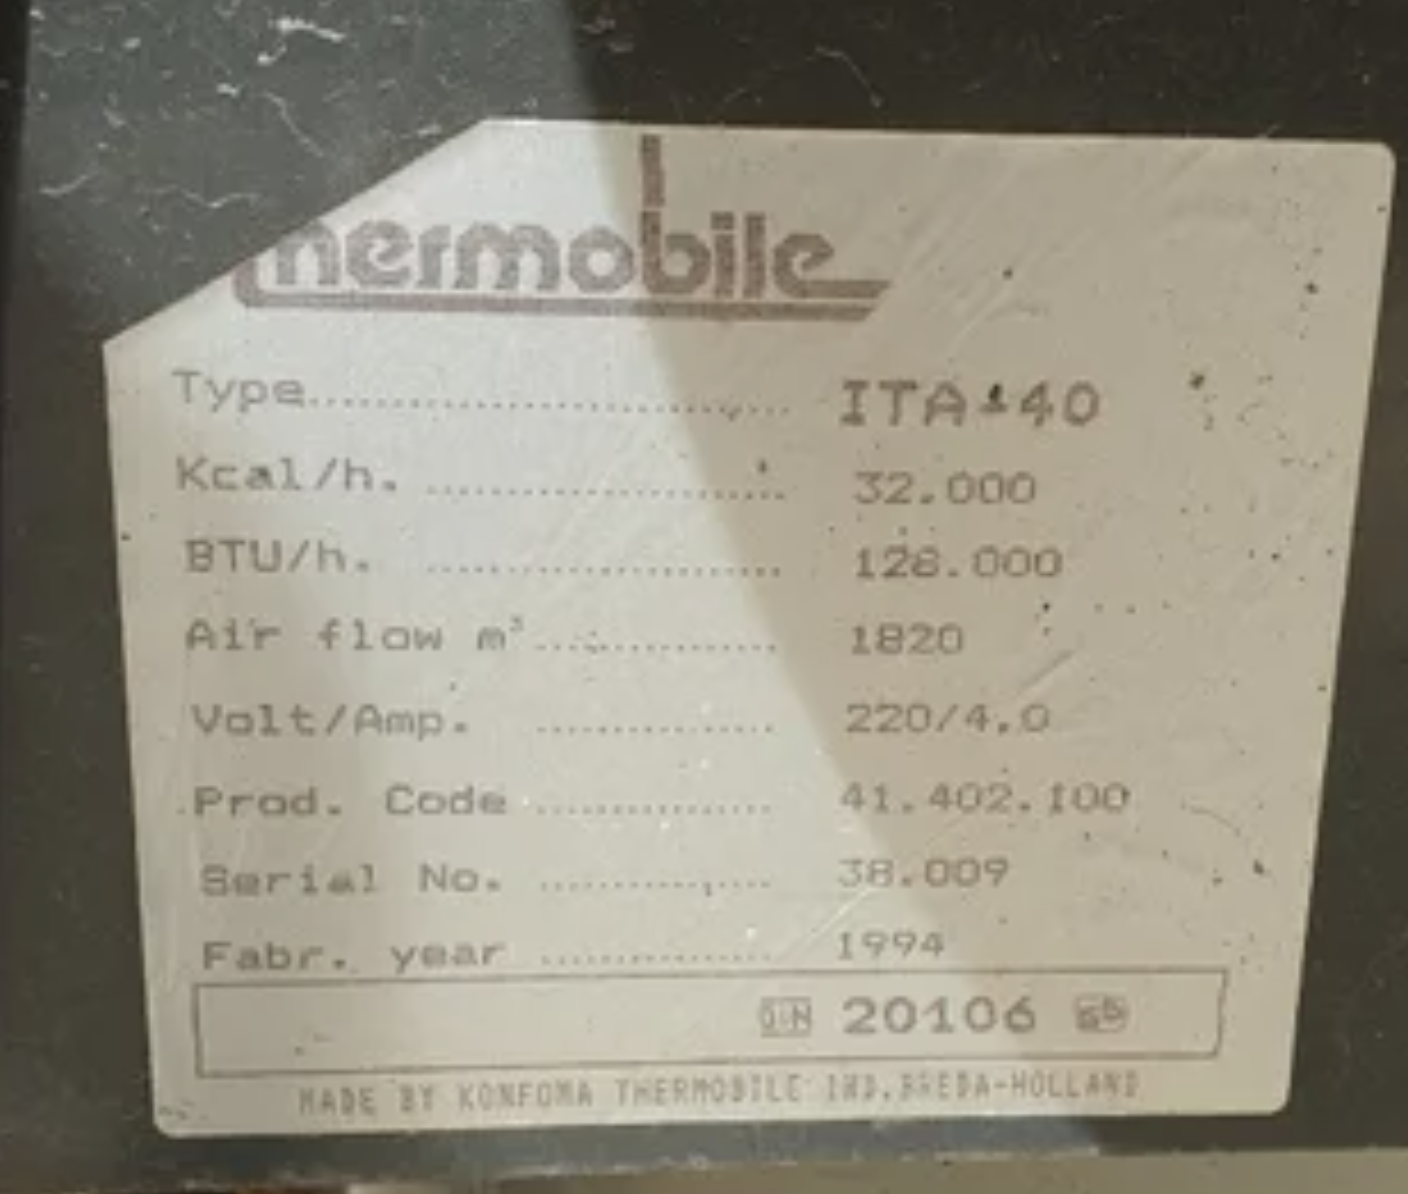 thermobile
Type.............................. ITA-40
Kcal/h. .............................. 32.000
BTU/h. .............................. 128.000
Air flow m³.................... 1820
Volt/Amp. .................... 220/4.0
Prod. Code .................... 41.402.100
Serial No. .................... 38.009
Fabr. year .................... 1994
DIN 20106
MADE BY KONFOMA THERMOBILE IND.BREDA-HOLLAND